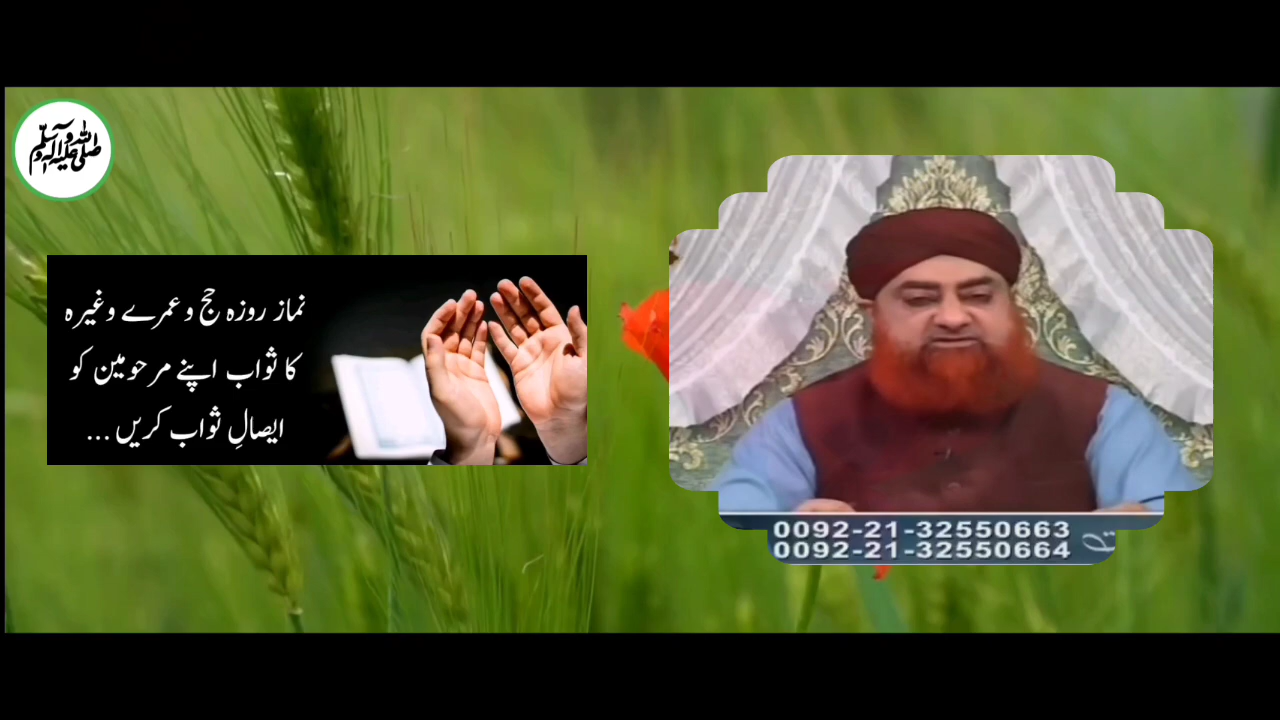 صلی اللہ علیہ وآلہ وسلم
نماز روزہ حج و عمرے وغیرہ
کا ثواب اپنے مرحومین کو
ایصالِ ثواب کریں...
0092-21-32550663
0092-21-32550664